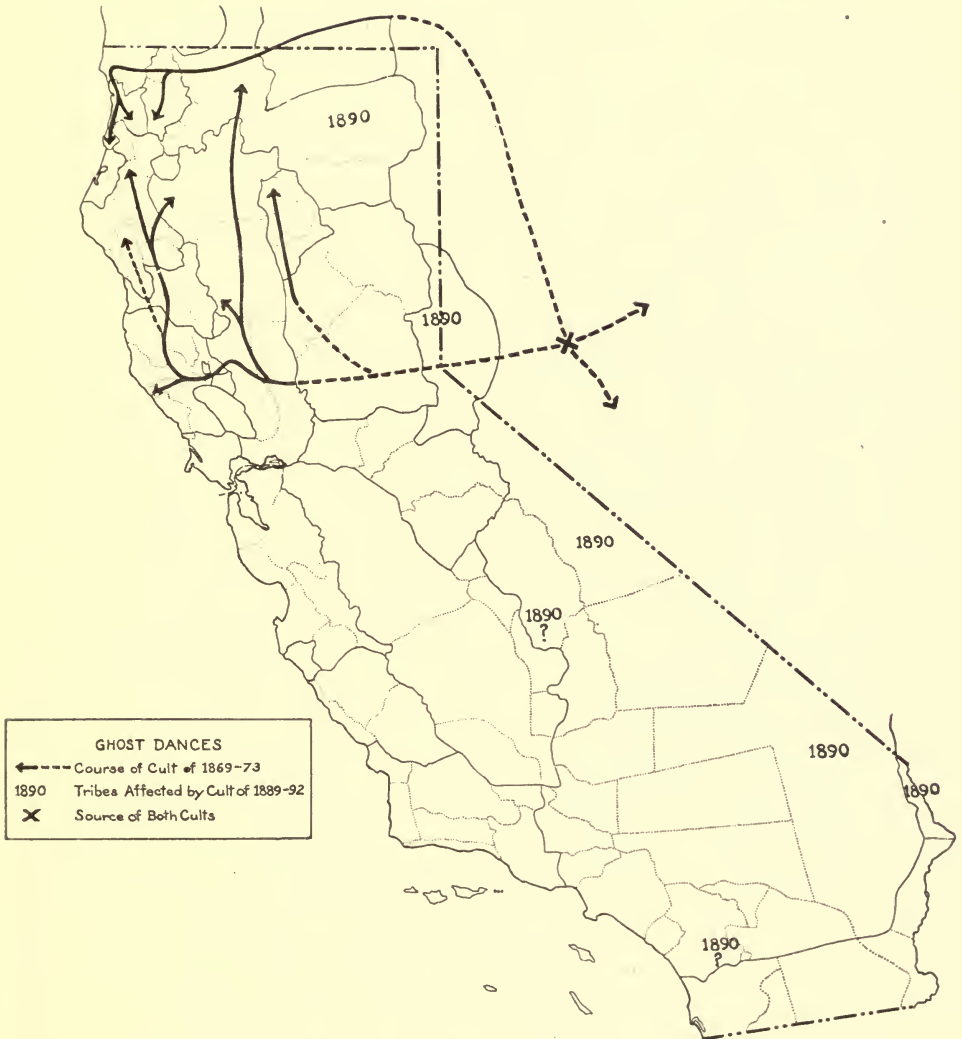 1890
1890
1890
1890
?
GHOST DANCES
Course of Cult of 1869-73
1890 Tribes Affected by Cult of 1889-92
X Source of Both Cults
1890
1890
1890
?